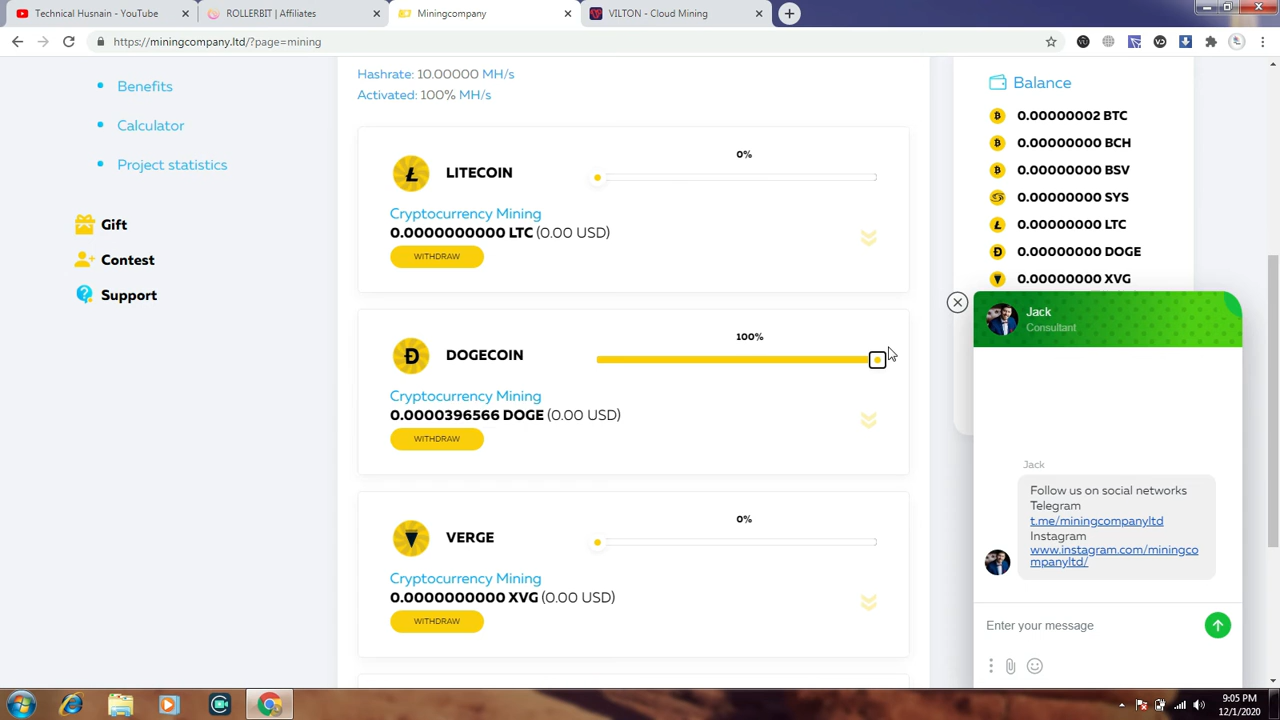 Technical Husnain - YouTube
ROLLERBIT | Affiliates
Miningcompany
VILTON - Cloud Mining
https://miningcompany.ltd/?page=mining
Benefits
Calculator
Project statistics
Gift
Contest
Support
Hashrate: 10.00000 MH/s
Activated: 100% MH/s
LITECOIN
0%
Cryptocurrency Mining
0.0000000000 LTC (0.00 USD)
WITHDRAW
DOGECOIN
100%
Cryptocurrency Mining
0.0000396566 DOGE (0.00 USD)
WITHDRAW
VERGE
0%
Cryptocurrency Mining
0.0000000000 XVG (0.00 USD)
WITHDRAW
Balance
0.00000002 BTC
0.00000000 BCH
0.00000000 BSV
0.00000000 SYS
0.00000000 LTC
0.00000000 DOGE
0.00000000 XVG
Jack
Consultant
Jack
Follow us on social networks
Telegram
t.me/miningcompanyltd
Instagram
www.instagram.com/miningco
mpanyltd/
Enter your message
9:05 PM
12/1/2020